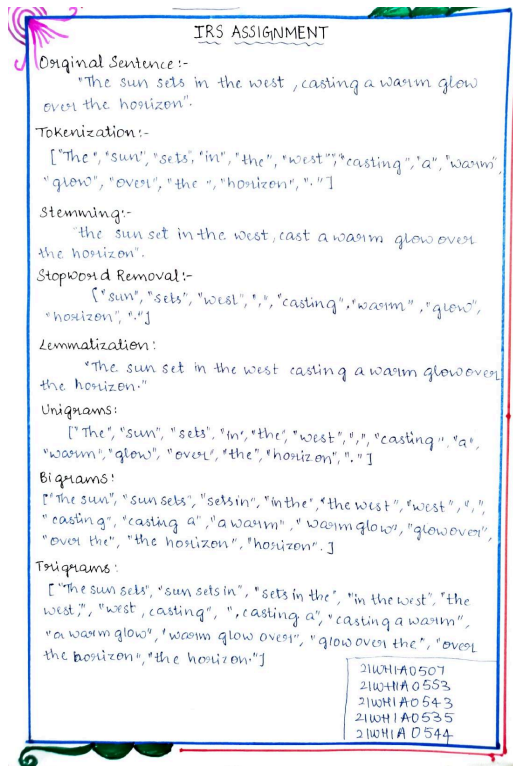 IRS ASSIGNMENT
Original Sentence:-
"The sun sets in the west, casting a warm glow
over the horizon".
Tokenization:-
["The", "sun", "sets", "in", "the", "west", "casting", "a", "warm",
"glow", "over", "the", "horizon", "."]
Stemming:-
"the sun set in the west, cast a warm glow over
the horizon".
Stopword Removal:-
["sun", "sets", "west", ",", "casting", "warm", "glow",
"horizon", "."]
Lemmatization:
"The sun set in the west casting a warm glow over
the horizon."
Unigrams:
["The", "sun", "sets", "in", "the", "west", ",", "casting", "a",
"warm", "glow", "over", "the", "horizon", "."]
Bigrams:
["The sun", "sun sets", "sets in", "in the", "the west", "west", ",",
"casting", "casting a", "a warm", "warm glow", "glow over",
"over the", "the horizon", "horizon".]
Trigrams:
["The sun sets", "sun sets in", "sets in the", "in the west", "the
west,", "west, casting", ", casting a", "casting a warm",
"a warm glow", "warm glow over", "glow over the", "over
the horizon", "the horizon."]
21WH1A0507
21WH1A0553
21WH1A0543
21WH1A0535
21WH1A0544